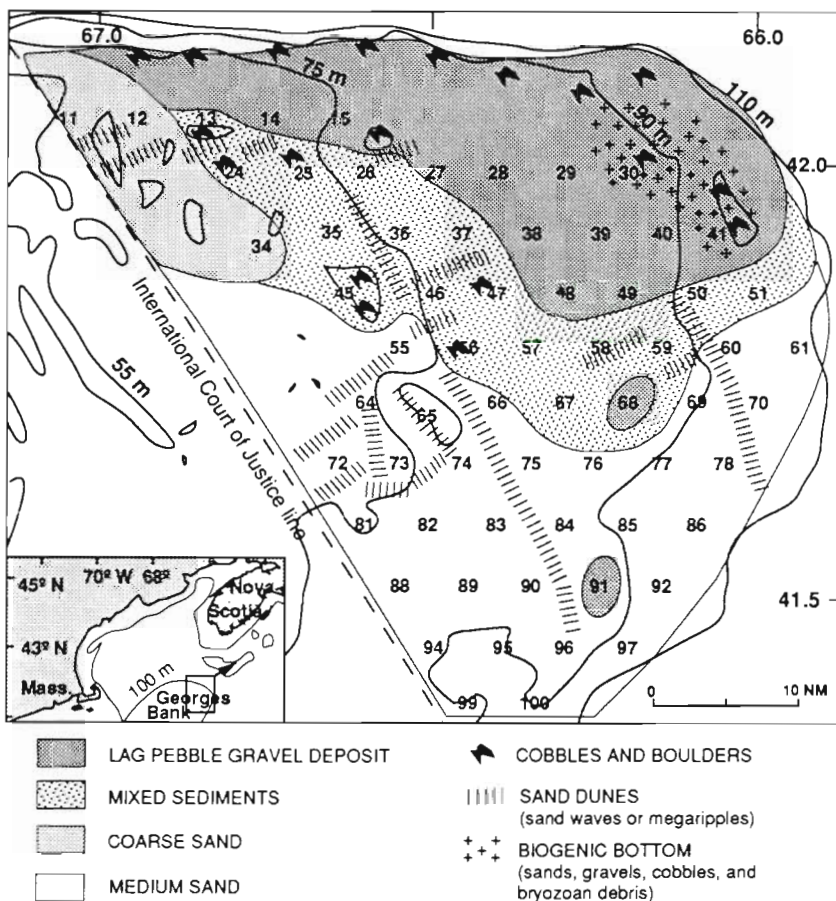 67.0 66.0
75 m
110 m
90 m
11 12 13 14 15
42.0
24 25 26 27 28 29 30
34 35 36 37 38 39 40 41
45 46 47 48 49 50 51
55 56 57 58 59 60 61
55 m
International Court of Justice line
64 65 66 67 68 69 70
72 73 74 75 76 77 78
81 82 83 84 85 86
88 89 90 91 92
41.5
94 95 96 97
99 100
0 10 NM
70º W 68º
45º N
Nova
Scotia
43º N
Mass.
100 m
Georges
Bank
LAG PEBBLE GRAVEL DEPOSIT
MIXED SEDIMENTS
COARSE SAND
MEDIUM SAND
COBBLES AND BOULDERS
SAND DUNES
(sand waves or megaripples)
BIOGENIC BOTTOM
(sands, gravels, cobbles, and
bryozoan debris)